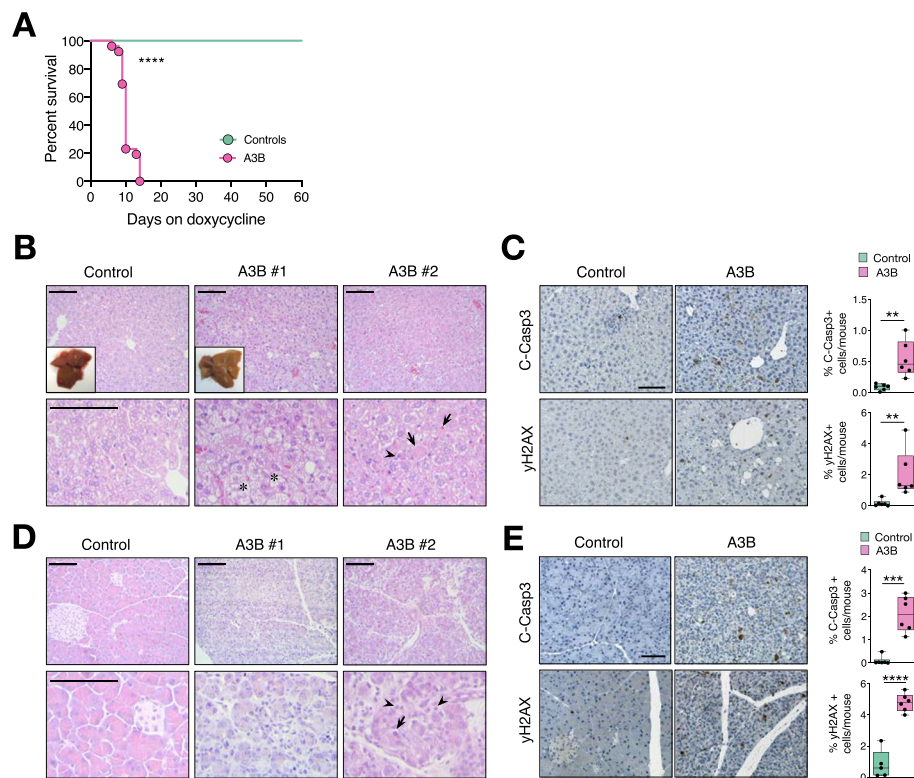 A
Percent survival
100
80
60
40
20
0
****
Controls
A3B
0 10 20 30 40 50 60
Days on doxycycline
B
Control A3B #1 A3B #2
* *
C
Control A3B
C-Casp3
yH2AX
Control
A3B
% C-Casp3+
cells/mouse
1.5
1.0
0.5
0.0
**
% yH2AX+
cells/mouse
6
4
2
0
**
D
Control A3B #1 A3B #2
E
Control A3B
C-Casp3
yH2AX
Control
A3B
% C-Casp3 +
cells/mouse
4
3
2
1
0
***
% yH2AX +
cells/mouse
6
4
2
0
****